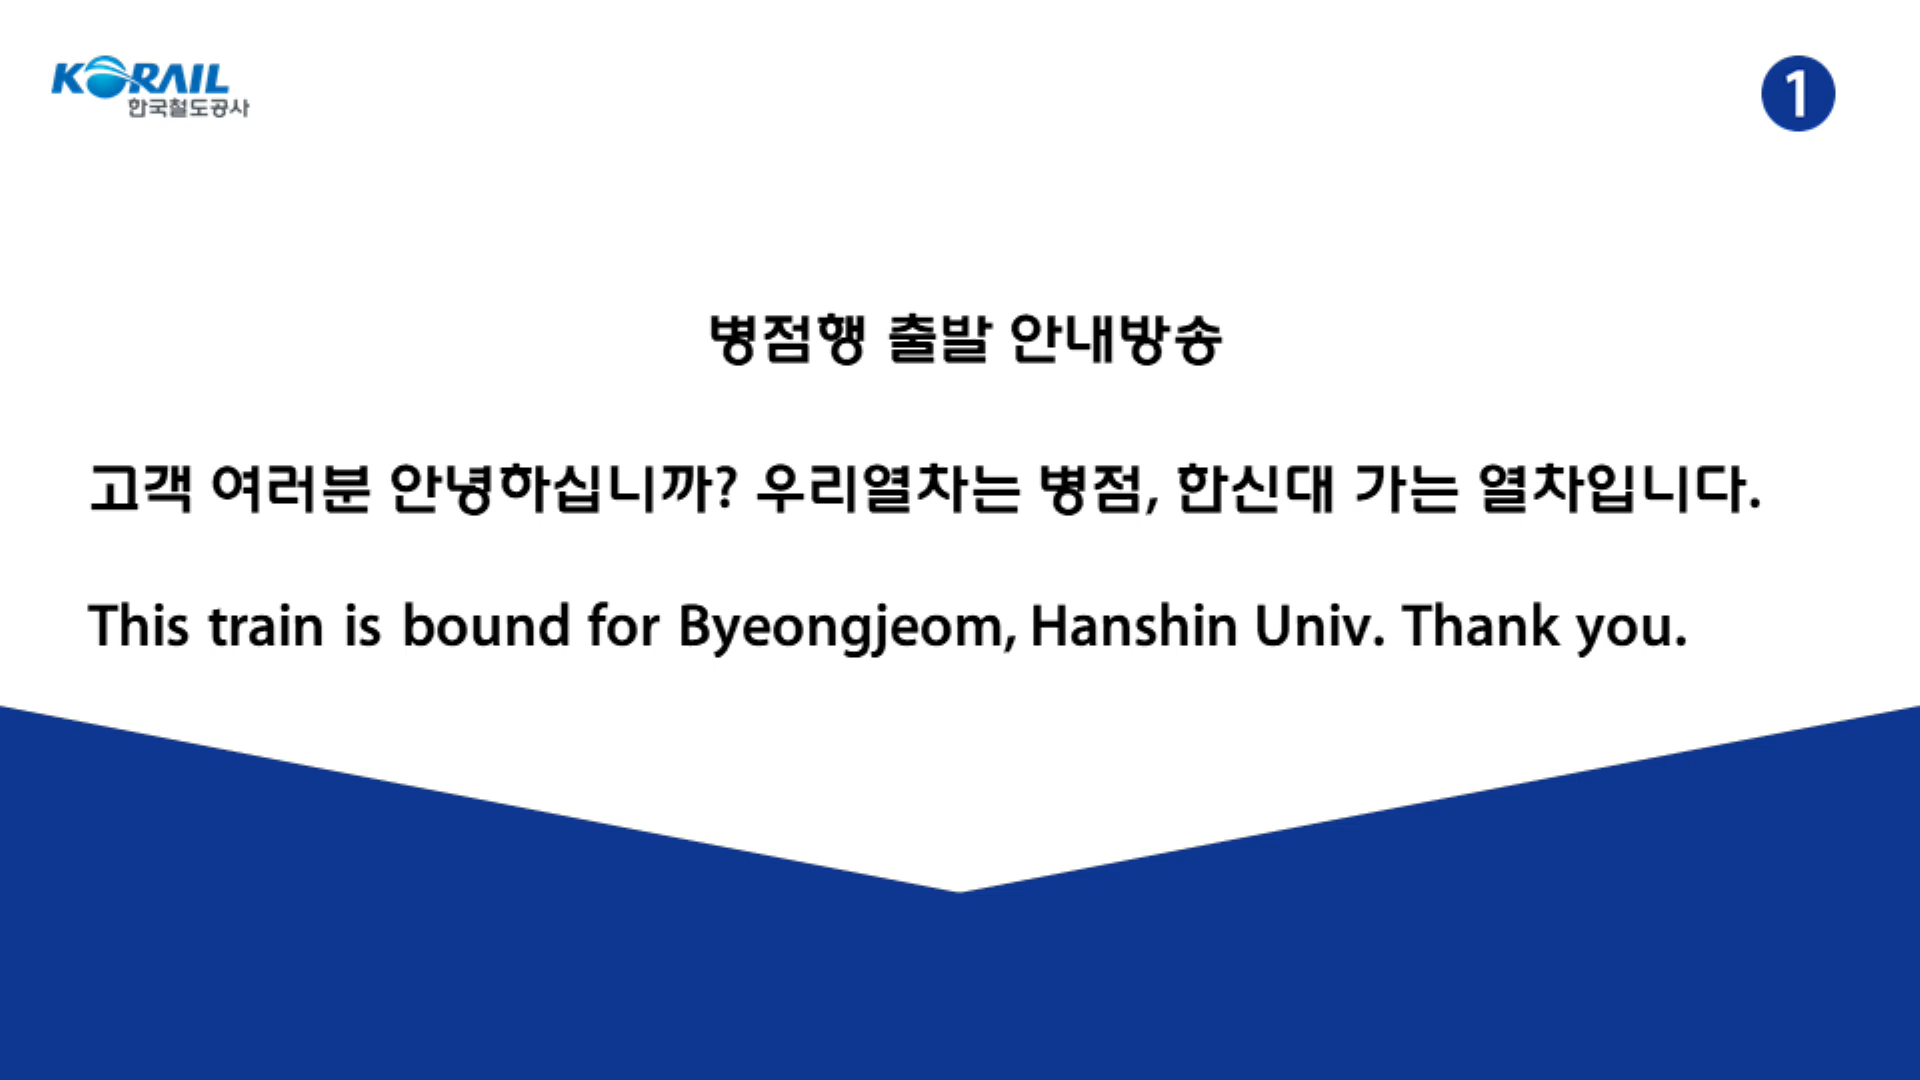 KORAIL
한국철도공사
1
병점행 출발 안내방송
고객 여러분 안녕하십니까? 우리열차는 병점, 한신대 가는 열차입니다.
This train is bound for Byeongjeom, Hanshin Univ. Thank you.